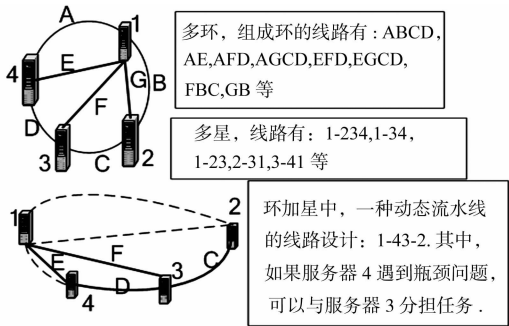 A
1
多环，组成环的线路有：ABCD，
AE,AFD,AGCD,EFD,EGCD,
FBC,GB 等
4
E
G
B
F
D
3
C
2
多星，线路有：1-234,1-34,
1-23,2-31,3-41 等
1
2
环加星中，一种动态流水线
的线路设计：1-43-2. 其中，
如果服务器 4 遇到瓶颈问题，
可以与服务器 3 分担任务 .
F
E
3
C
D
4